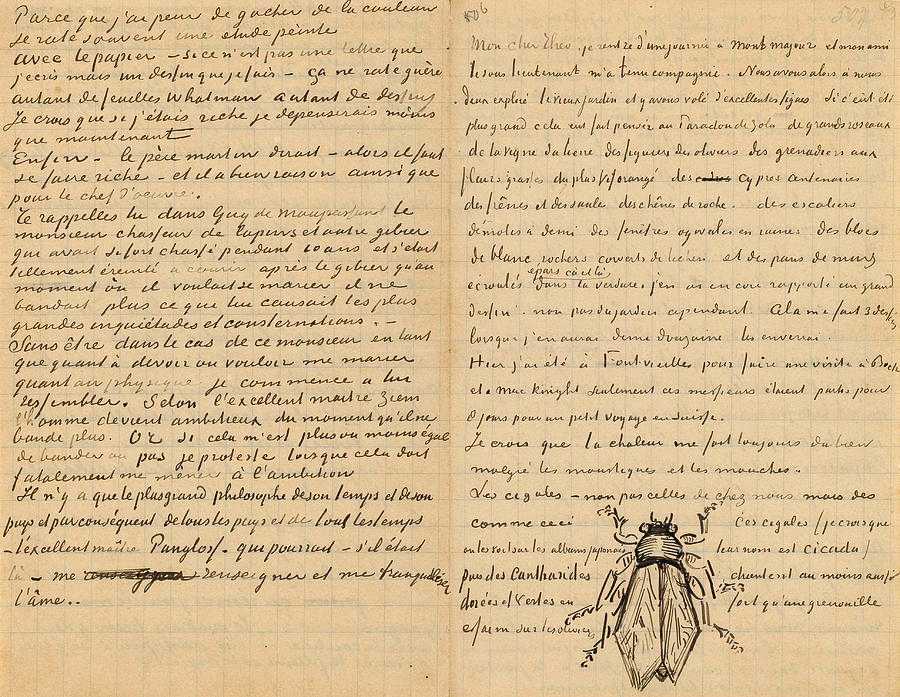 Parce que j'ai peur de gacher de la couleur
je rate souvent une etude peinte
avec le papier – si ce n'est pas une lettre que
j'ecris mais un dessin que je fais – ça ne rate guère
autant de feuilles Whatman autant de dessins
Je crois que si j'etais riche je depenserais moins
que maintenant
Enfin – le père martin dirait – alors il faut
se faire riche – et il a bien raison ainsi que
pour le chef d'oeuvre.
Te rappelles tu dans Guy de Maupassant le
monsieur chasseur de lapins et autre gibier
qui avait si fort chassé pendant 10 ans et s'était
tellement éreinté a courir après le gibier qu'au
moment où il voulait se marier il ne
bandait plus ce qui lui causait les plus
grandes inquiétudes et consternations. –
Sans être dans le cas de ce monsieur en tant
que quant à devoir ou vouloir me marier
quant au physique je commence a lui
ressembler. Selon l'excellent maitre Ziem
l'homme devient ambitieux du moment qu'il ne
bande plus. Or si cela m'est plus ou moins égal
de bander ou pas je proteste lorsque cela doit
fatalement me mener à l'ambition
Il n'y a que le plus grand philosophe de son temps et de son
pays et par conséquent de tous les pays et de tout les temps
– l'excellent maître Pangloss – qui pourrait – s'il était
là – me renseigner et me tranquilliser
l'âme..
506
Mon cher Theo, je rentre d'une journée à Mont majour et mon ami
le sous lieutenant m'a tenu compagnie. Nous avons alors à nous
deux exploré le vieux jardin et y avons volé d'excellentes figues. Si c'eut été
plus grand cela eut fait penser au Paradou de Zola de grands roseaux
de la vigne du lierre des figuiers des oliviers des grenadiers aux
fleurs grasses du plus vif orangé des cypres centenaires
des frênes et des saules des chênes de roche. des escaliers
démolis à demi des fenêtres ogivales en ruines des blocs
de blanc rochers couverts de lichen et des pans de murs
ecroulés epars ça et là dans la verdure. j'en ai encore rapporté un grand
dessin. non pas du jardin cependant. Cela me fait 3 dessins
lorsque j'en aurai demi douzaine les enverrai.
Hier j'ai été à Fontvieilles pour faire une visite à Bock
et a Mac Knight seulement ces messieurs étaient partis pour
8 jours pour un petit voyage en Suisse.
Je crois que la chaleur me fait toujours du bien
malgré les moustiques et les mouches.
Les cigales – non pas celles de chez nous mais des
comme ceci
on les voit sur les albums japonais
puis des Cantharides
dorées et vertes en
essaim sur les oliviers
Ces cigales (je crois que
leur nom est cicada)
chantent au moins aussi
fort qu'une grenouille